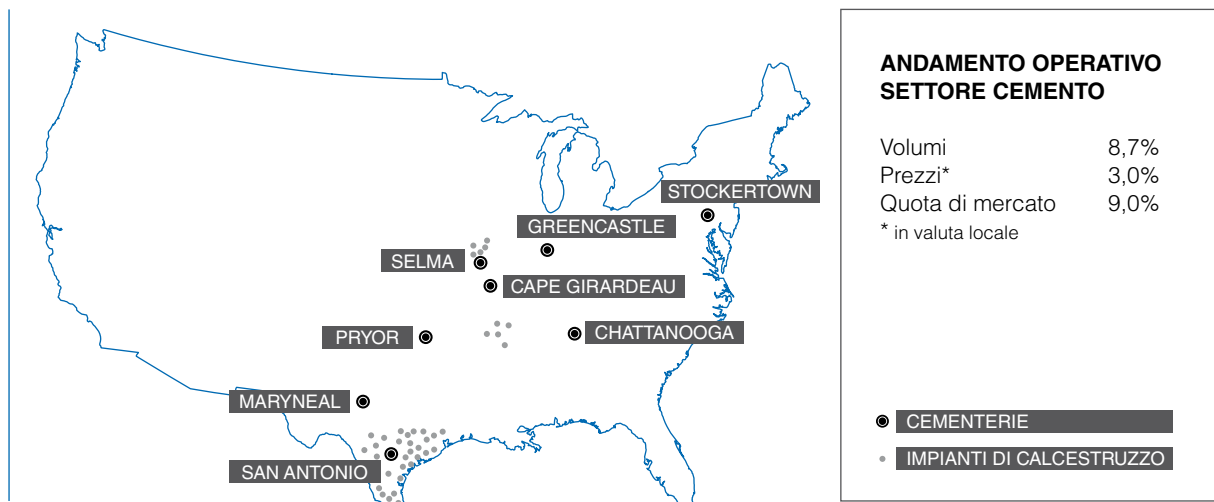 STOCKERTOWN
GREENCASTLE
SELMA
CAPE GIRARDEAU
PRYOR
CHATTANOOGA
MARYNEAL
SAN ANTONIO
ANDAMENTO OPERATIVO
SETTORE CEMENTO
Volumi 8,7%
Prezzi* 3,0%
Quota di mercato 9,0%
* in valuta locale
CEMENTERIE
IMPIANTI DI CALCESTRUZZO